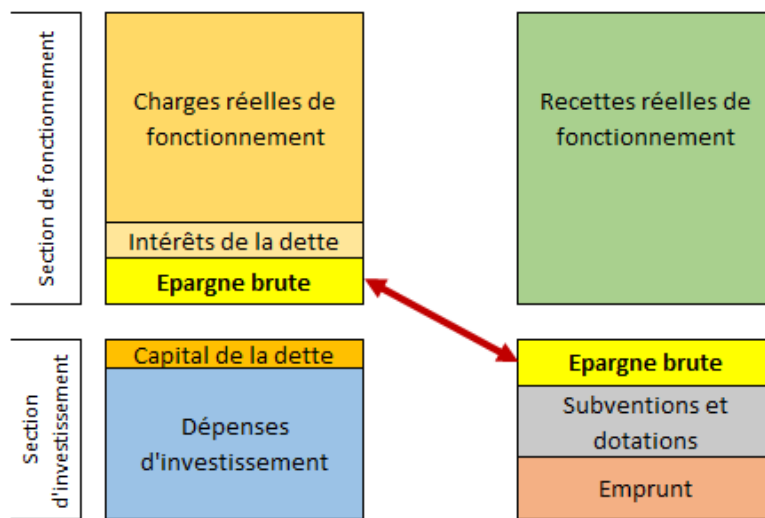 Section de fonctionnement
Charges réelles de
fonctionnement
Intérêts de la dette
Epargne brute
Recettes réelles de
fonctionnement
Section
d'investissement
Capital de la dette
Dépenses
d'investissement
Epargne brute
Subventions et
dotations
Emprunt